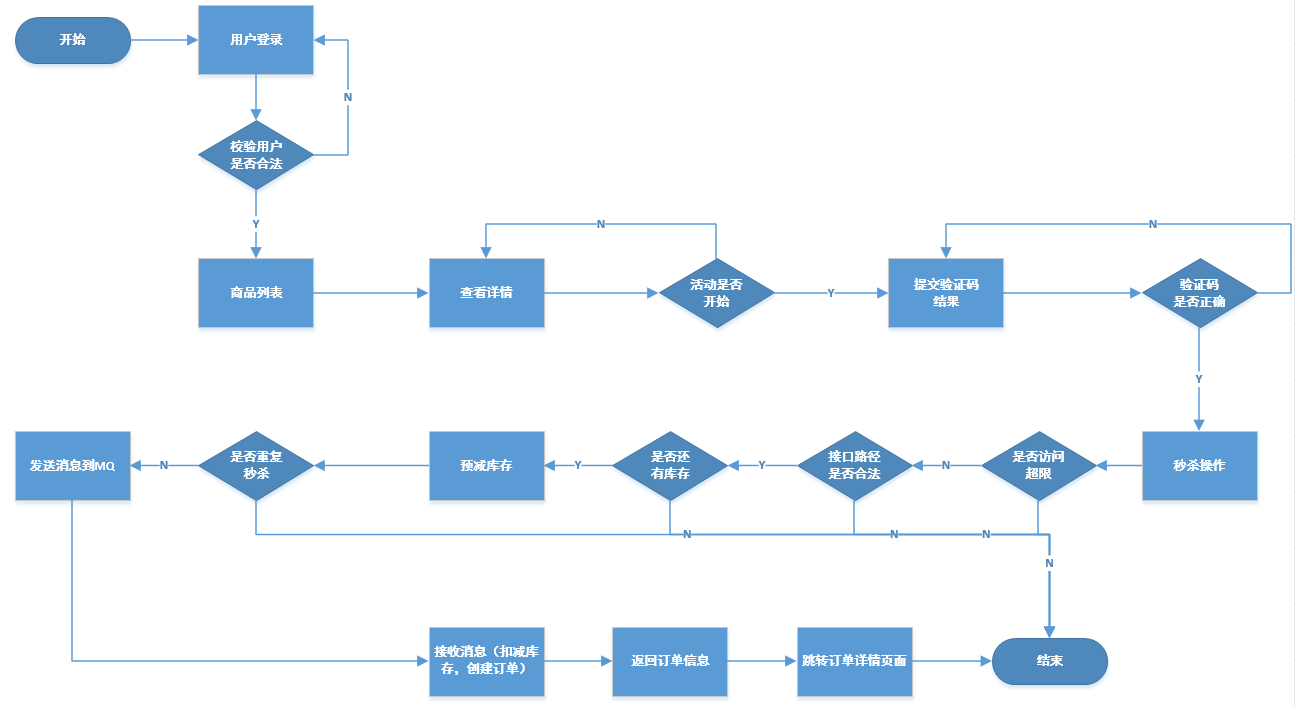 开始
用户登录
N
校验用户
是否合法
Y
N
N
商品列表
查看详情
活动是否
开始
Y
提交验证码
结果
验证码
是否正确
Y
发送消息到MQ
N
是否重复
秒杀
预减库存
Y
是否还
有库存
Y
接口路径
是否合法
N
是否访问
超限
秒杀操作
N
N
N
N
接收消息（扣减库
存，创建订单）
返回订单信息
跳转订单详情页面
结束